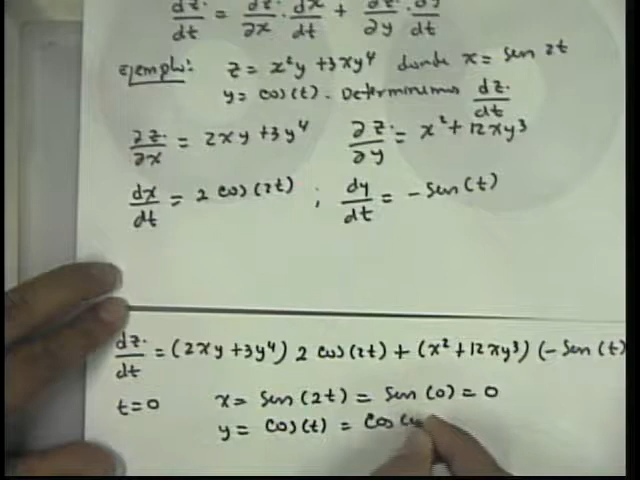 dz/dt = ∂z/∂x · dx/dt + ∂z/∂y · dy/dt
Ejemplo: z = x²y + 3xy⁴ donde x = sen 2t
y = cos(t). Determinemos dz/dt
∂z/∂x = 2xy + 3y⁴ ∂z/∂y = x² + 12xy³
dx/dt = 2 cos(2t) ; dy/dt = -sen(t)
dz/dt = (2xy + 3y⁴) 2 cos(2t) + (x² + 12xy³) (-sen(t)
t=0 x = sen(2t) = sen(0) = 0
y = cos(t) = cos(